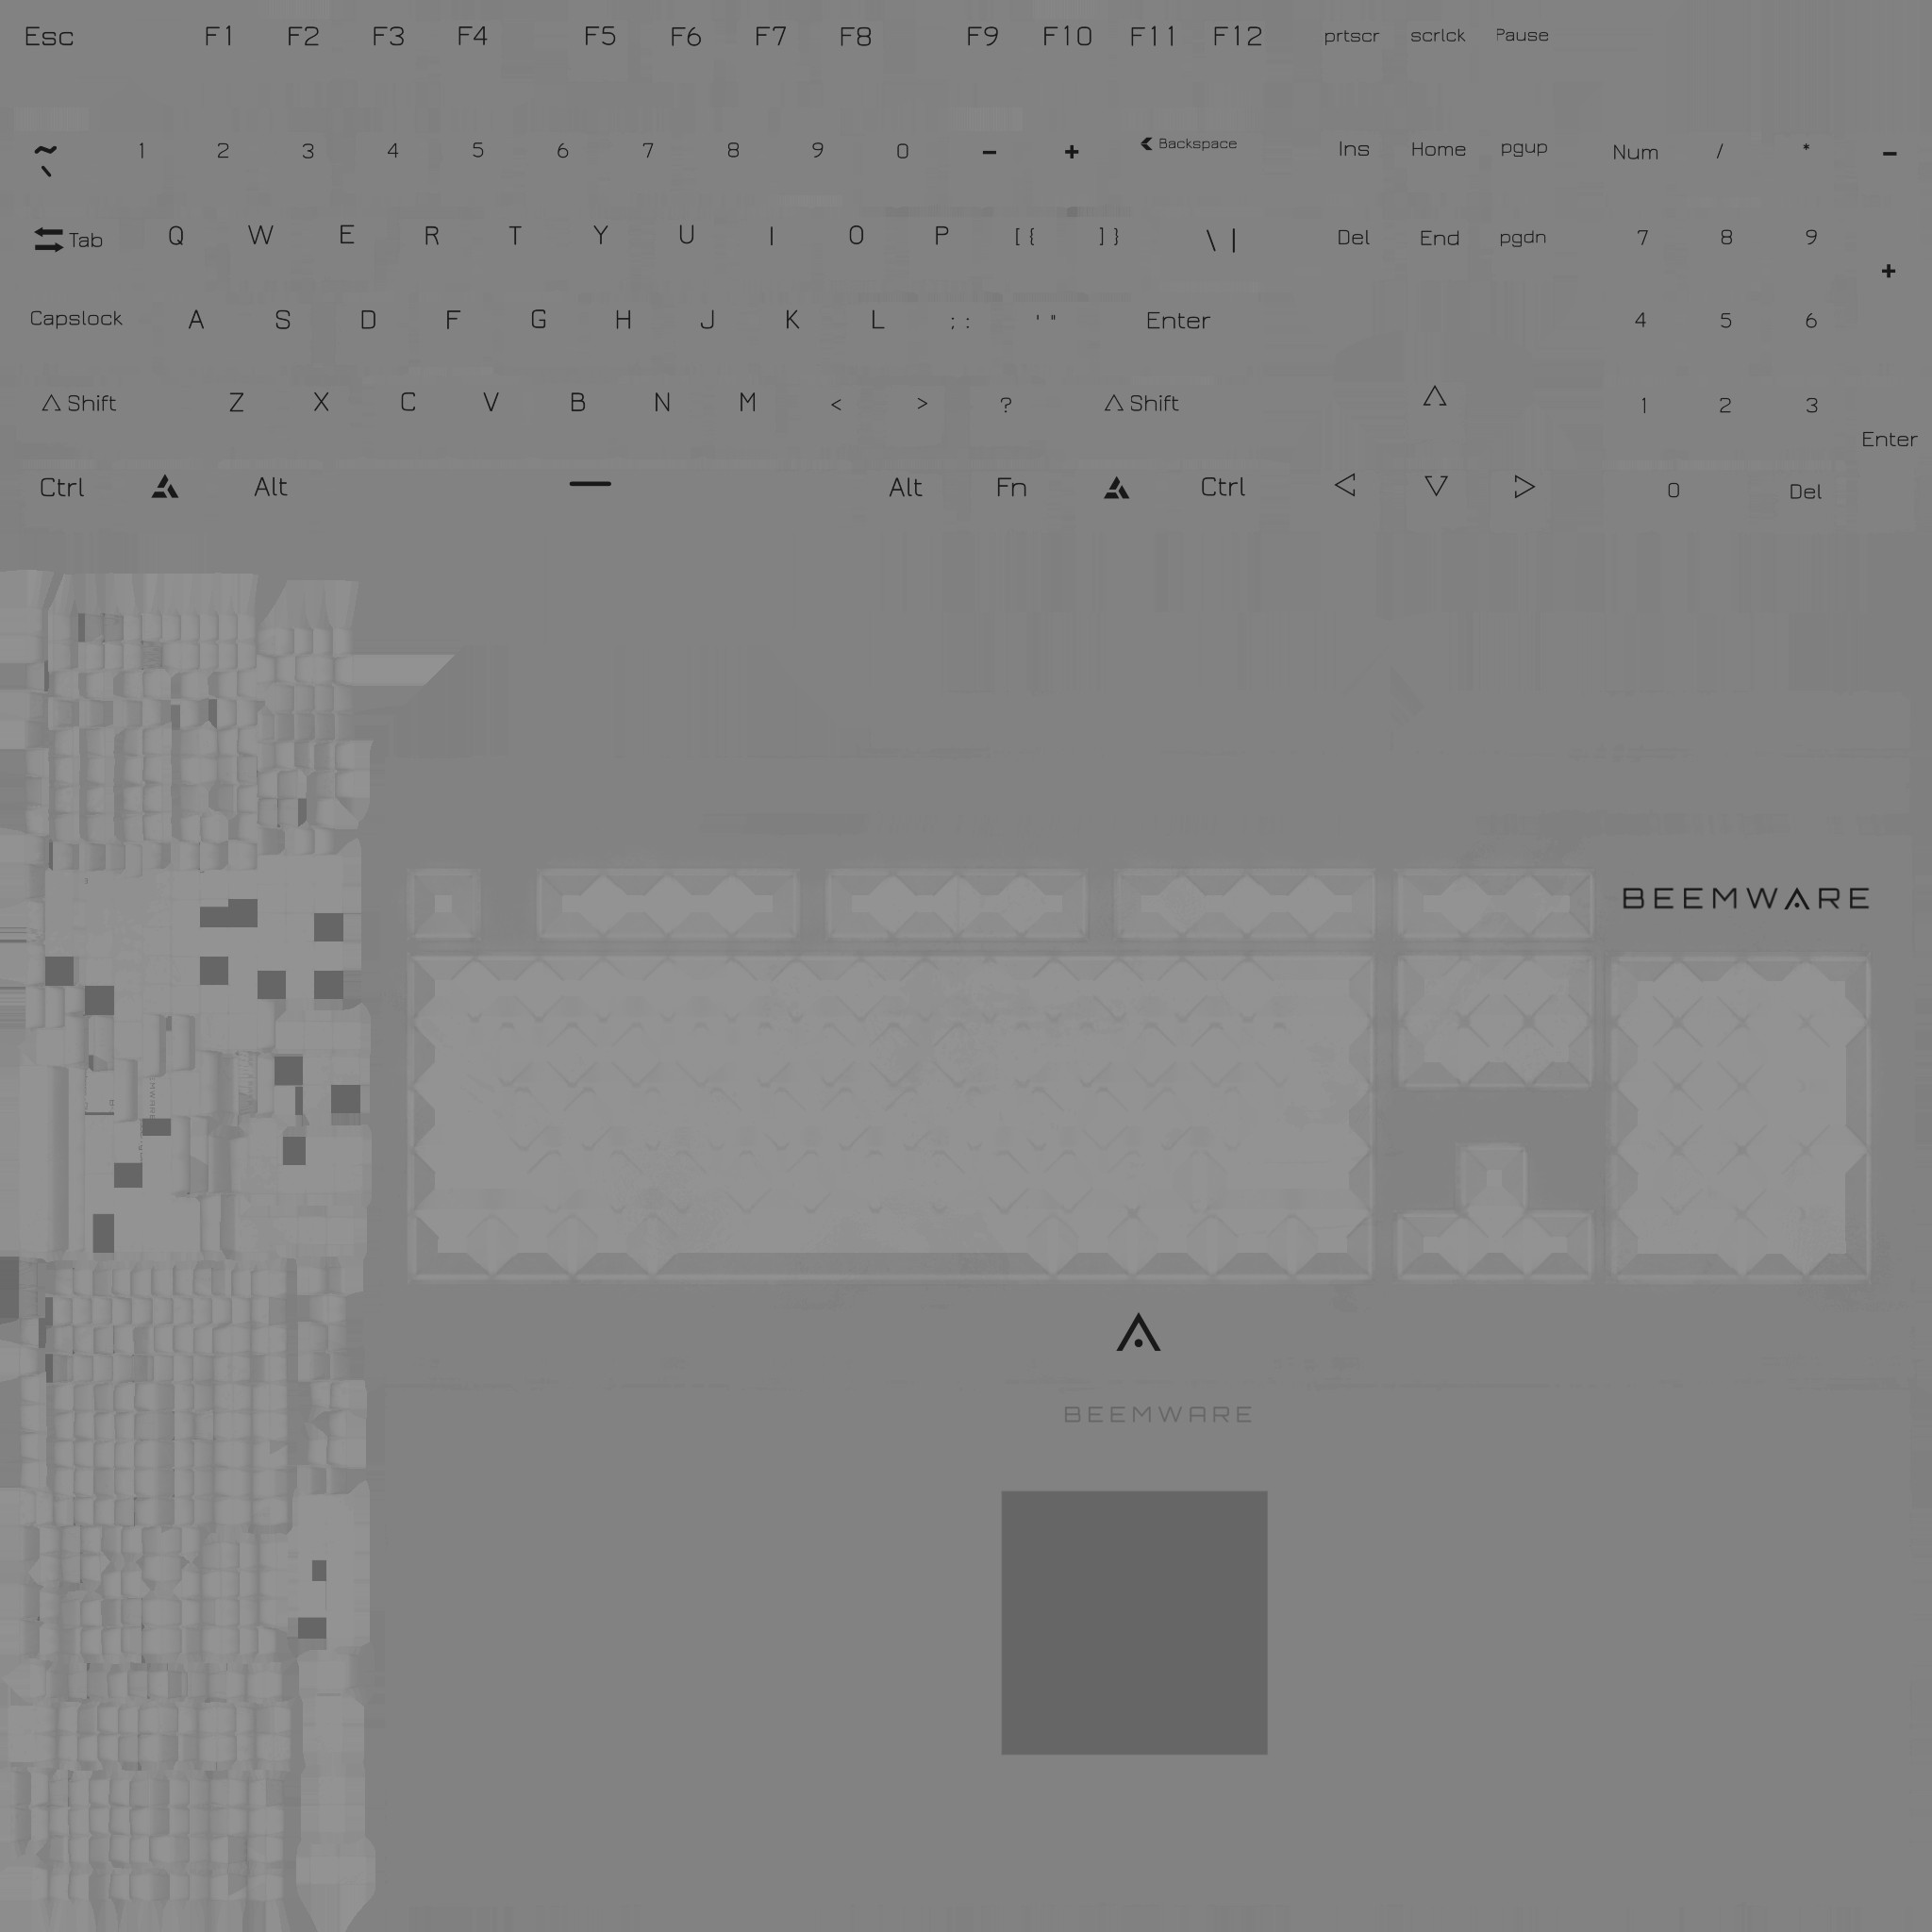 Esc F1 F2 F3 F4 F5 F6 F7 F8 F9 F10 F11 F12 prtscr scrlck Pause
~ 1 2 3 4 5 6 7 8 9 0 - + Backspace Ins Home pgup Num / * -
`
Tab Q W E R T Y U I O P [ { ] } \ | Del End pgdn 7 8 9
+
Capslock A S D F G H J K L ; : ' " Enter 4 5 6
Shift Z X C V B N M < > ? Shift 1 2 3
Enter
Ctrl Alt Alt Fn Ctrl 0 Del
BEEMWARE
BEEMWARE